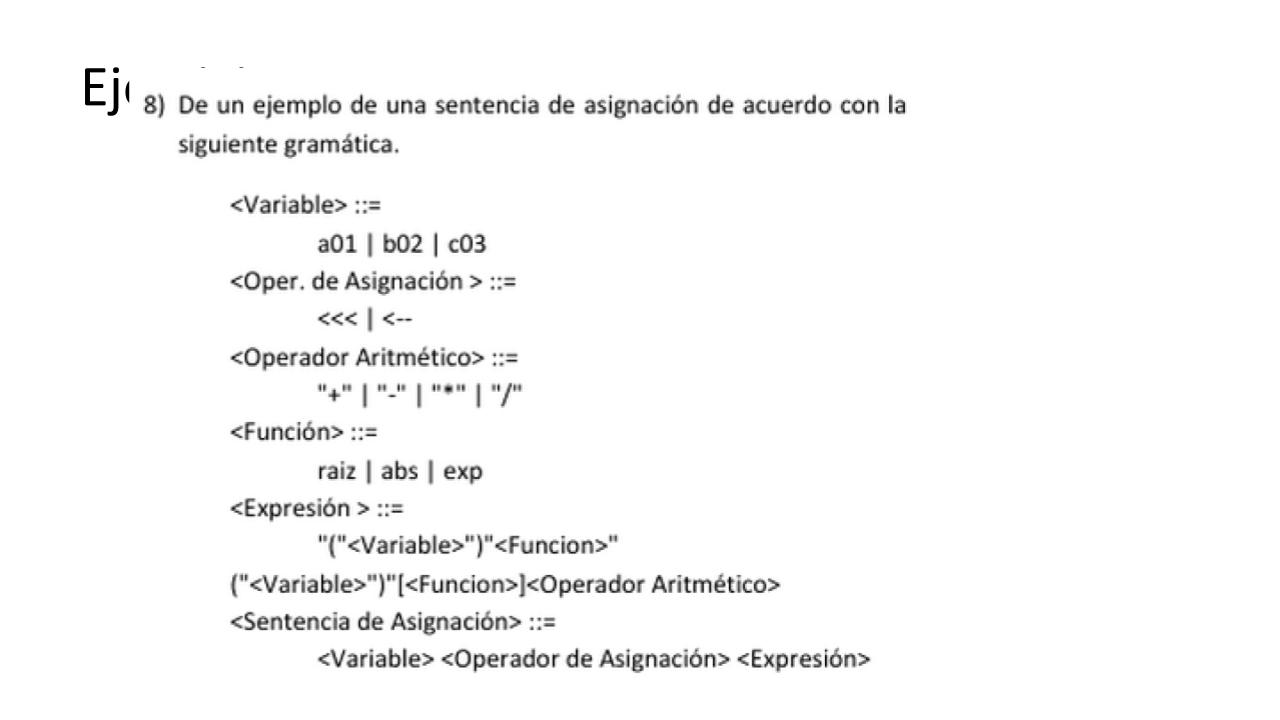 Eje
8) De un ejemplo de una sentencia de asignación de acuerdo con la
siguiente gramática.
<Variable> ::=
a01 | b02 | c03
<Oper. de Asignación > ::=
<<< | <--
<Operador Aritmético> ::=
"+" | "-" | "*" | "/"
<Función> ::=
raiz | abs | exp
<Expresión > ::=
"("<Variable>")"<Funcion>"
("<Variable>")"[<Funcion>]<Operador Aritmético>
<Sentencia de Asignación> ::=
<Variable> <Operador de Asignación> <Expresión>